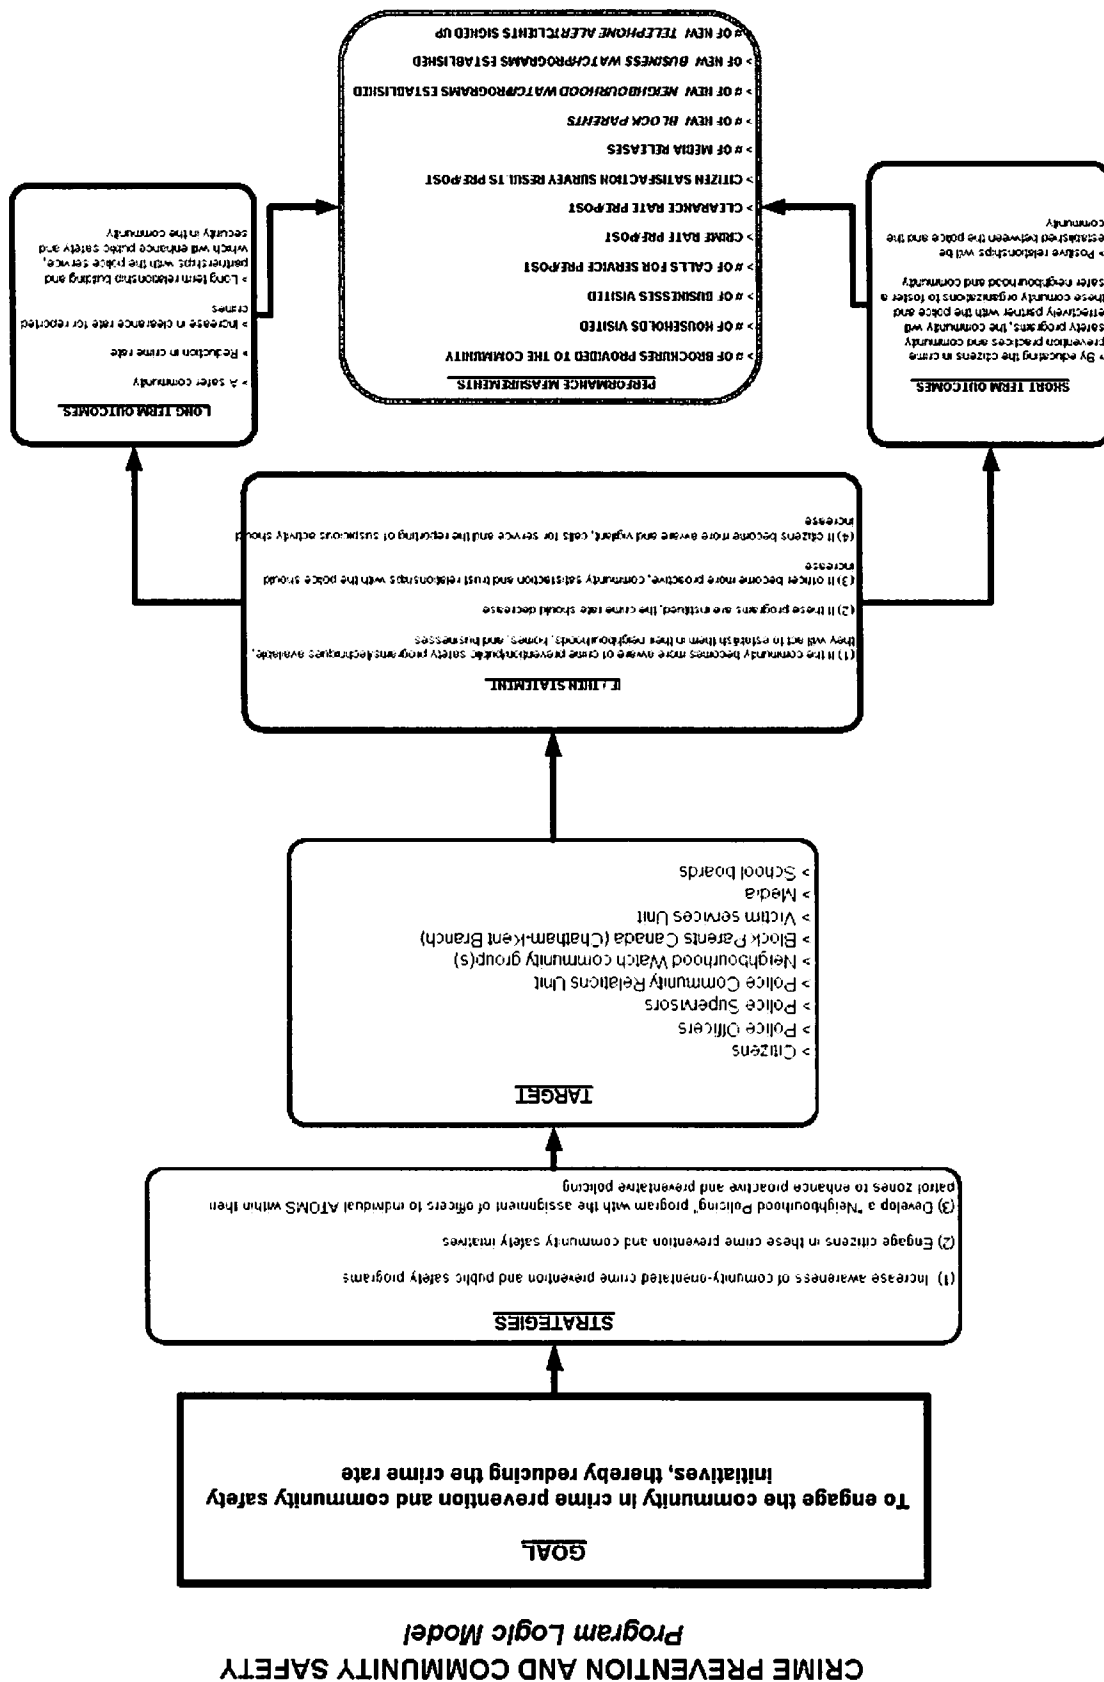 CRIME PREVENTION AND COMMUNITY SAFETY
Program Logic Model
GOAL
To engage the community in crime prevention and community safety
initiatives, thereby reducing the crime rate
STRATEGIES
(1) Increase awareness of comunity-orientated crime prevention and public safety programs
(2) Engage citizens in these crime prevention and community safety intiatives
(3) Develop a "Neighbourhood Policing" program with the assignment of officers to individual ATOMS within then
patrol zones to enhance proactive and preventative policing
TARGET
> Citizens
> Police Officers
> Police Supervisors
> Police Community Relations Unit
> Neighbourhood Watch community group(s)
> Block Parents Canada (Chatham-Kent Branch)
> Victim services Unit
> Media
> School boards
IF / THEN STATEMENT
(1) If the community becomes more aware of crime prevention/public safety programs/techniques available,
they will act to establish them in their neighbourhoods, homes, and businesses
(2) If these programs are instituted, the crime rate should decrease
(3) If officer become more proactive, community satisfaction and trust relationships with the police should
increase
(4) If citizens become more aware and vigilant, calls for service and the reporting of suspicious activity should
increase
SHORT TERM OUTCOMES
> By educating the citizens in crime
prevention practices and community
safety programs, the community will
effectively partner with the police and
these community organizations to foster a
safer neighbourhood and community
> Positive relationships will be
established between the police and the
community
PERFORMANCE MEASUREMENTS
> # OF BROCHURES PROVIDED TO THE COMMUNITY
> # OF HOUSEHOLDS VISITED
> # OF BUSINESSES VISITED
> # OF CALLS FOR SERVICE PRE/POST
> CRIME RATE PRE/POST
> CLEARANCE RATE PRE/POST
> CITIZEN SATISFACTION SURVEY RESULTS PRE/POST
> # OF MEDIA RELEASES
> # OF NEW BLOCK PARENTS
> # OF NEW NEIGHBOURHOOD WATCH PROGRAMS ESTABLISHED
> # OF NEW BUSINESS WATCH PROGRAMS ESTABLISHED
> # OF NEW TELEPHONE ALERT CLIENTS SIGNED UP
LONG TERM OUTCOMES
> A safer community
> Reduction in crime rate
> Increase in clearance rate for reported
crimes
> Long term relationship building and
partnerships with the police service,
which will enhance public safety and
security in the community